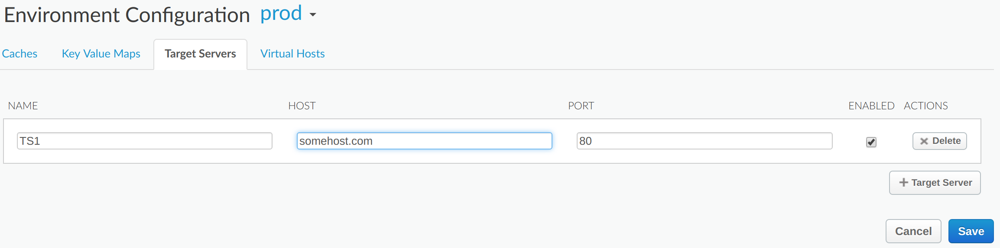 Environment Configuration prod
Caches Key Value Maps Target Servers Virtual Hosts
NAME HOST PORT ENABLED ACTIONS
TS1 somehost.com 80 Delete
Target Server
Cancel Save